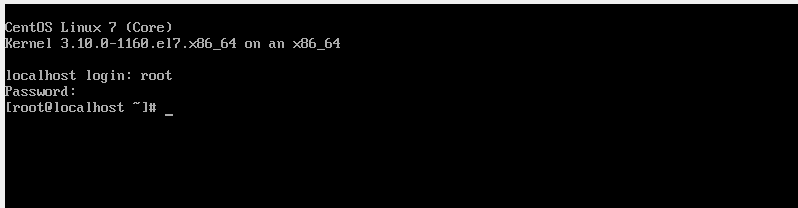 CentOS Linux 7 (Core)
Kernel 3.10.0-1160.el7.x86_64 on an x86_64
localhost login: root
Password:
[root@localhost ~]# _